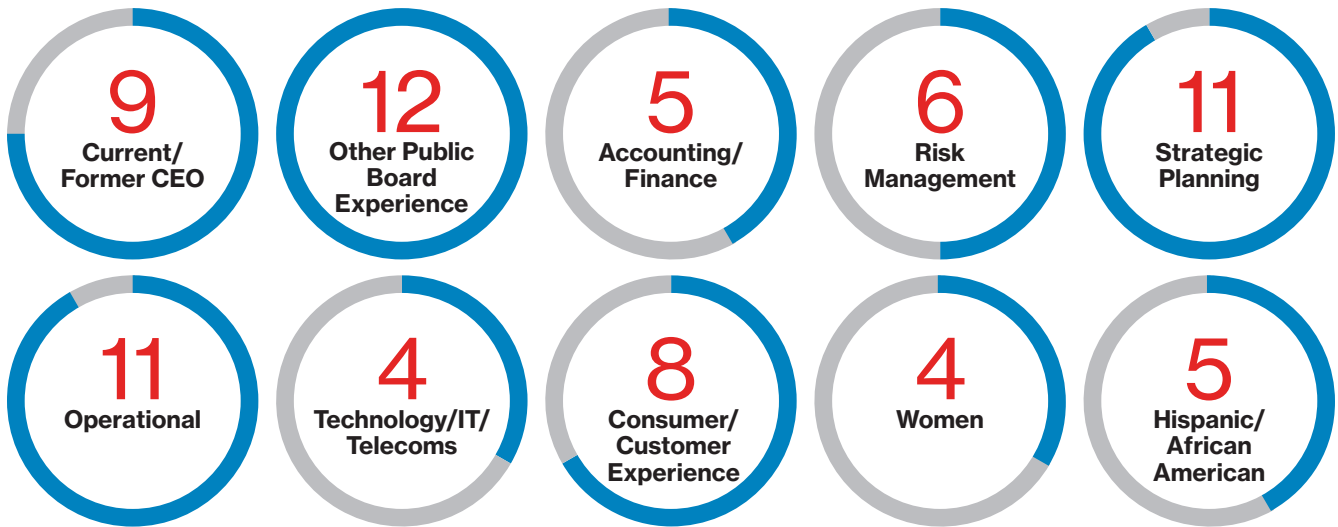 9
Current/
Former CEO
12
Other Public
Board
Experience
5
Accounting/
Finance
6
Risk
Management
11
Strategic
Planning
11
Operational
4
Technology/IT/
Telecoms
8
Consumer/
Customer
Experience
4
Women
5
Hispanic/
African
American